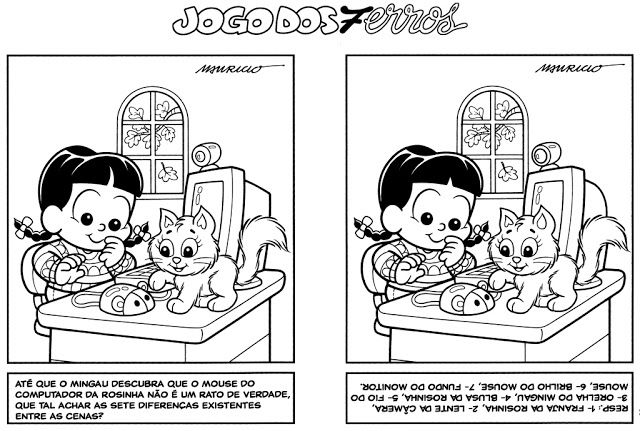 JOGO DOS 7 erros
MAURICIO
MAURICIO
ATÉ QUE O MINGAU DESCUBRA QUE O MOUSE DO
COMPUTADOR DA ROSINHA NÃO É UM RATO DE VERDADE,
QUE TAL ACHAR AS SETE DIFERENÇAS EXISTENTES
ENTRE AS CENAS?
RESP.: 1- FRANJA DA ROSINHA, 2- LENTE DA CÂMERA,
3- ORELHA DO MINGAU, 4- BLUSA DA ROSINHA, 5- FIO DO
MOUSE, 6- BRILHO DO MOUSE, 7- FUNDO DO MONITOR.